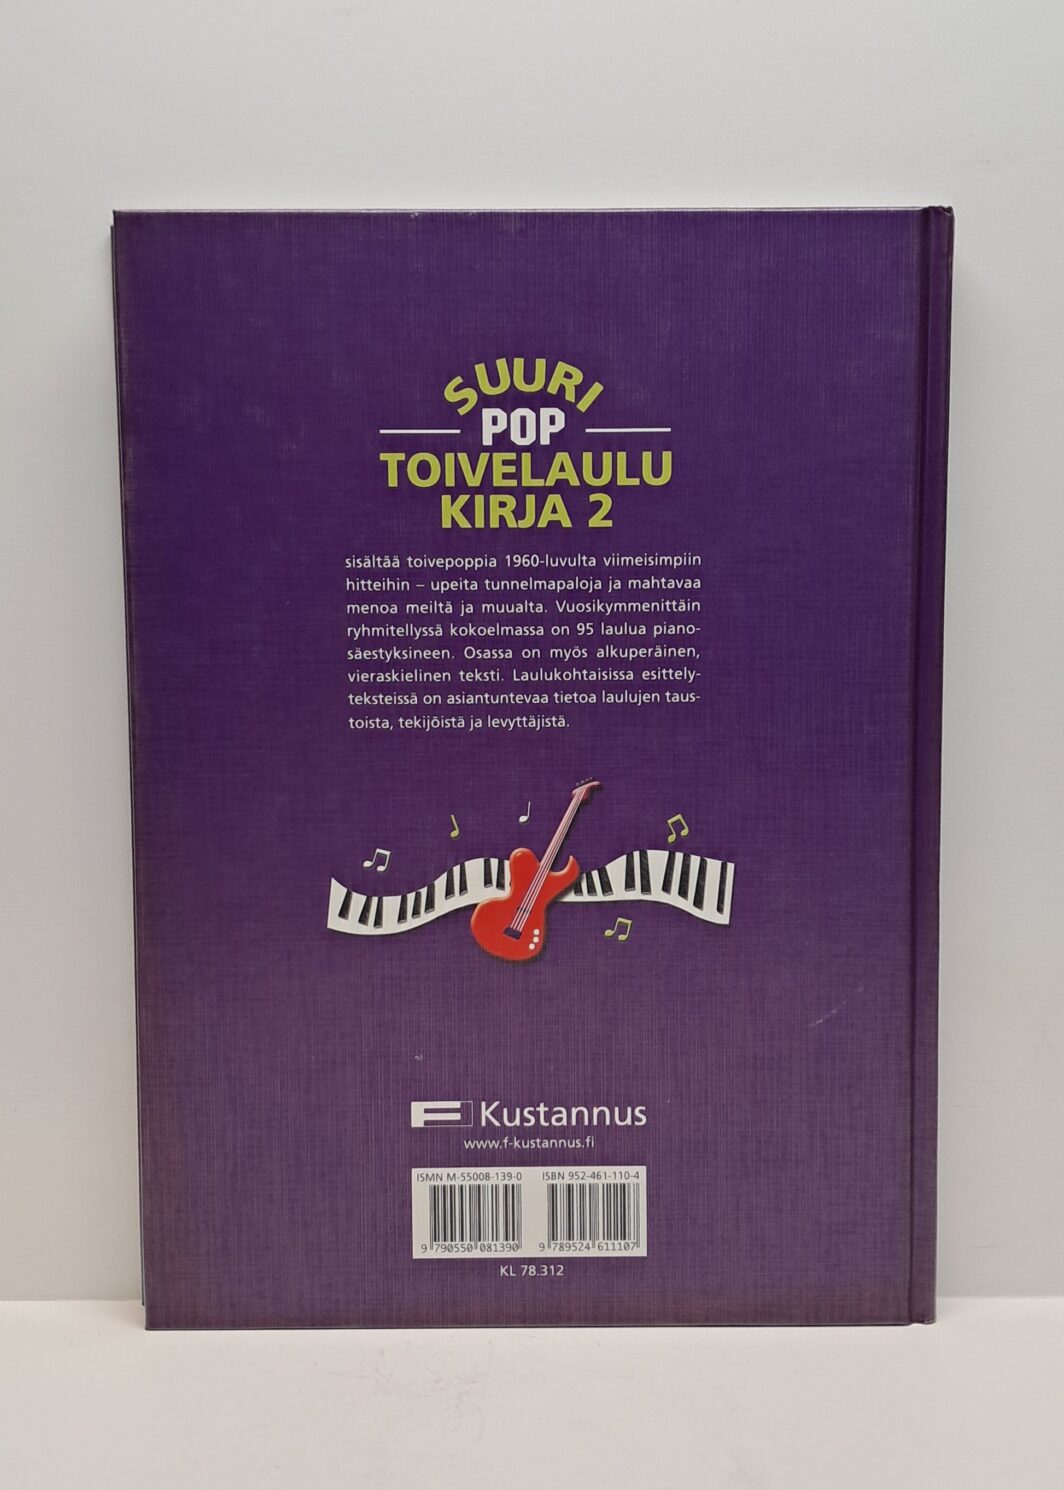 SUURI
POP
TOIVELAULU
KIRJA 2
sisältää toivepoppia 1960-luvulta viimeisimpiin
hitteihin – upeita tunnelmapaloja ja mahtavaa
menoa meiltä ja muualta. Vuosikymmenittäin
ryhmitellyssä kokoelmassa on 95 laulua piano-
säestyksineen. Osassa on myös alkuperäinen,
vieraskielinen teksti. Laulukohtaisissa esittely-
teksteissä on asiantuntevaa tietoa laulujen taus-
toista, tekijöistä ja levyttäjistä.
F Kustannus
www.f-kustannus.fi
ISMN M-55008-139-0 ISBN 952-461-110-4
9 790550 081390 9 789524 611107
KL 78.312